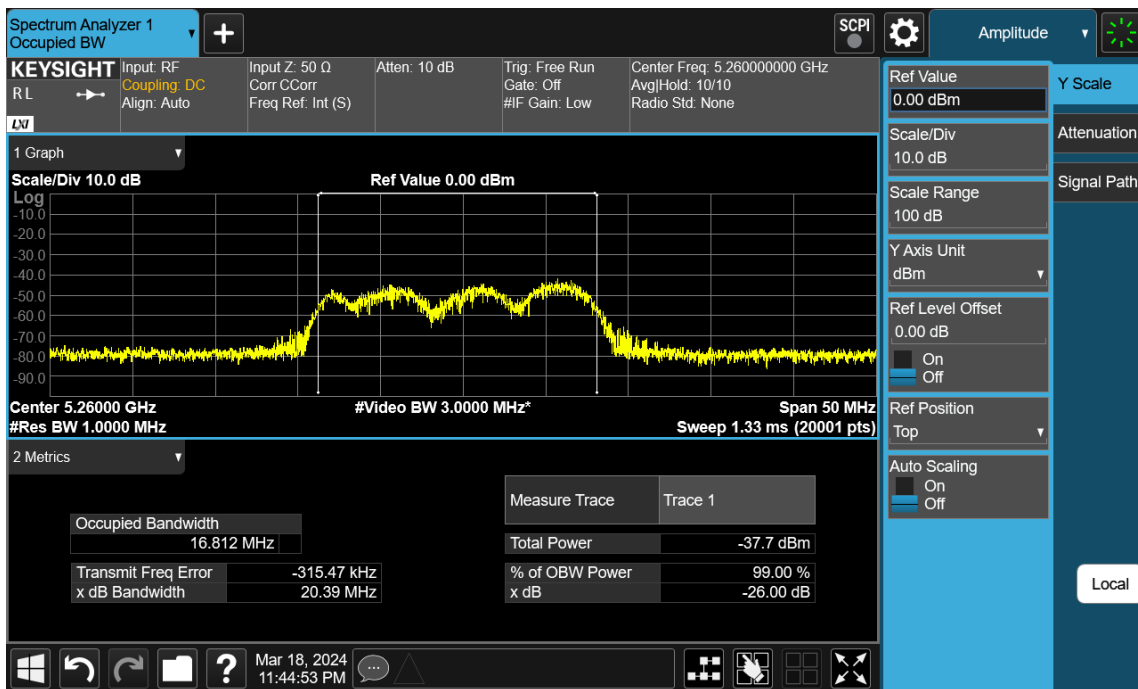 Spectrum Analyzer 1
Occupied BW
+
SCPI
Amplitude
KEYSIGHT
RL
LXI
Input: RF
Coupling: DC
Align: Auto
Input Z: 50 Ω
Corr CCorr
Freq Ref: Int (S)
Atten: 10 dB
Trig: Free Run
Gate: Off
#IF Gain: Low
Center Freq: 5.260000000 GHz
Avg|Hold: 10/10
Radio Std: None
1 Graph
Scale/Div 10.0 dB
Ref Value 0.00 dBm
Log
-10.0
-20.0
-30.0
-40.0
-50.0
-60.0
-70.0
-80.0
-90.0
Center 5.26000 GHz
#Video BW 3.0000 MHz*
Span 50 MHz
#Res BW 1.0000 MHz
Sweep 1.33 ms (20001 pts)
2 Metrics
Measure Trace
Trace 1
Occupied Bandwidth
16.812 MHz
Total Power
-37.7 dBm
Transmit Freq Error
-315.47 kHz
% of OBW Power
99.00 %
x dB Bandwidth
20.39 MHz
x dB
-26.00 dB
Ref Value
0.00 dBm
Scale/Div
10.0 dB
Scale Range
100 dB
Y Axis Unit
dBm
Ref Level Offset
0.00 dB
On
Off
Ref Position
Top
Auto Scaling
On
Off
Y Scale
Attenuation
Signal Path
Local
?
Mar 18, 2024
11:44:53 PM